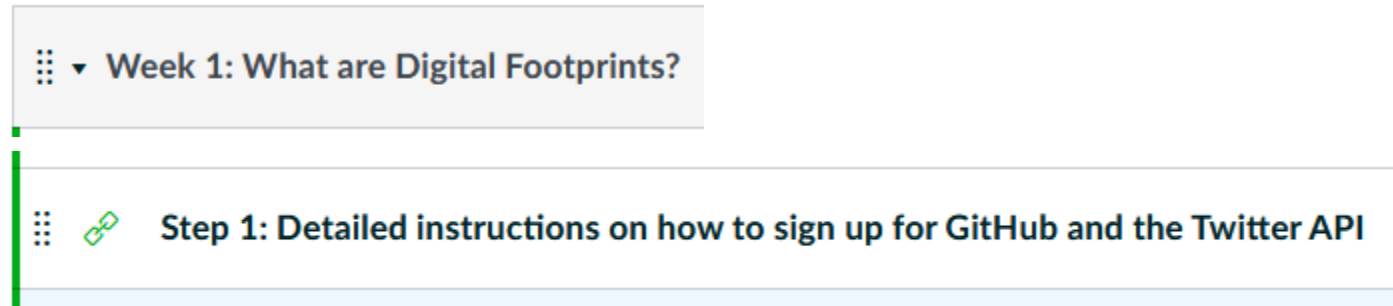 Week 1: What are Digital Footprints?
Step 1: Detailed instructions on how to sign up for GitHub and the Twitter API